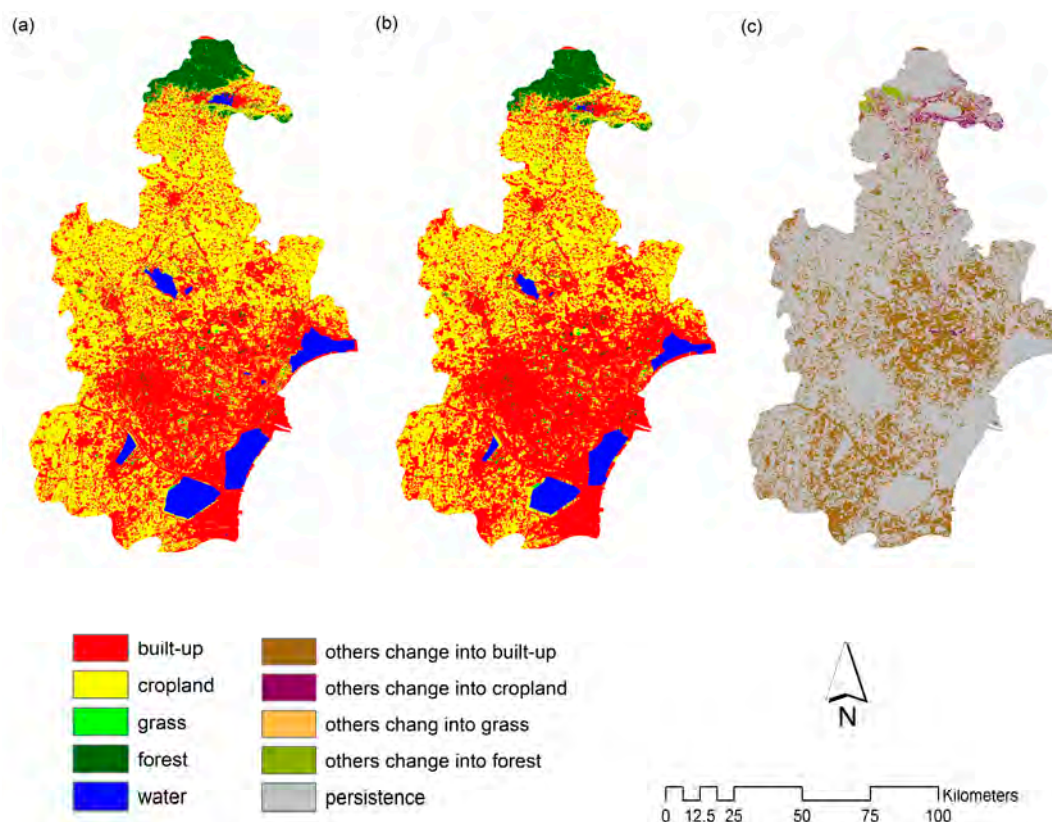 (a)
(b)
(c)
built-up
cropland
grass
forest
water
others change into built-up
others change into cropland
others chang into grass
others change into forest
persistence
N
Kilometers
0 12.5 25 50 75 100